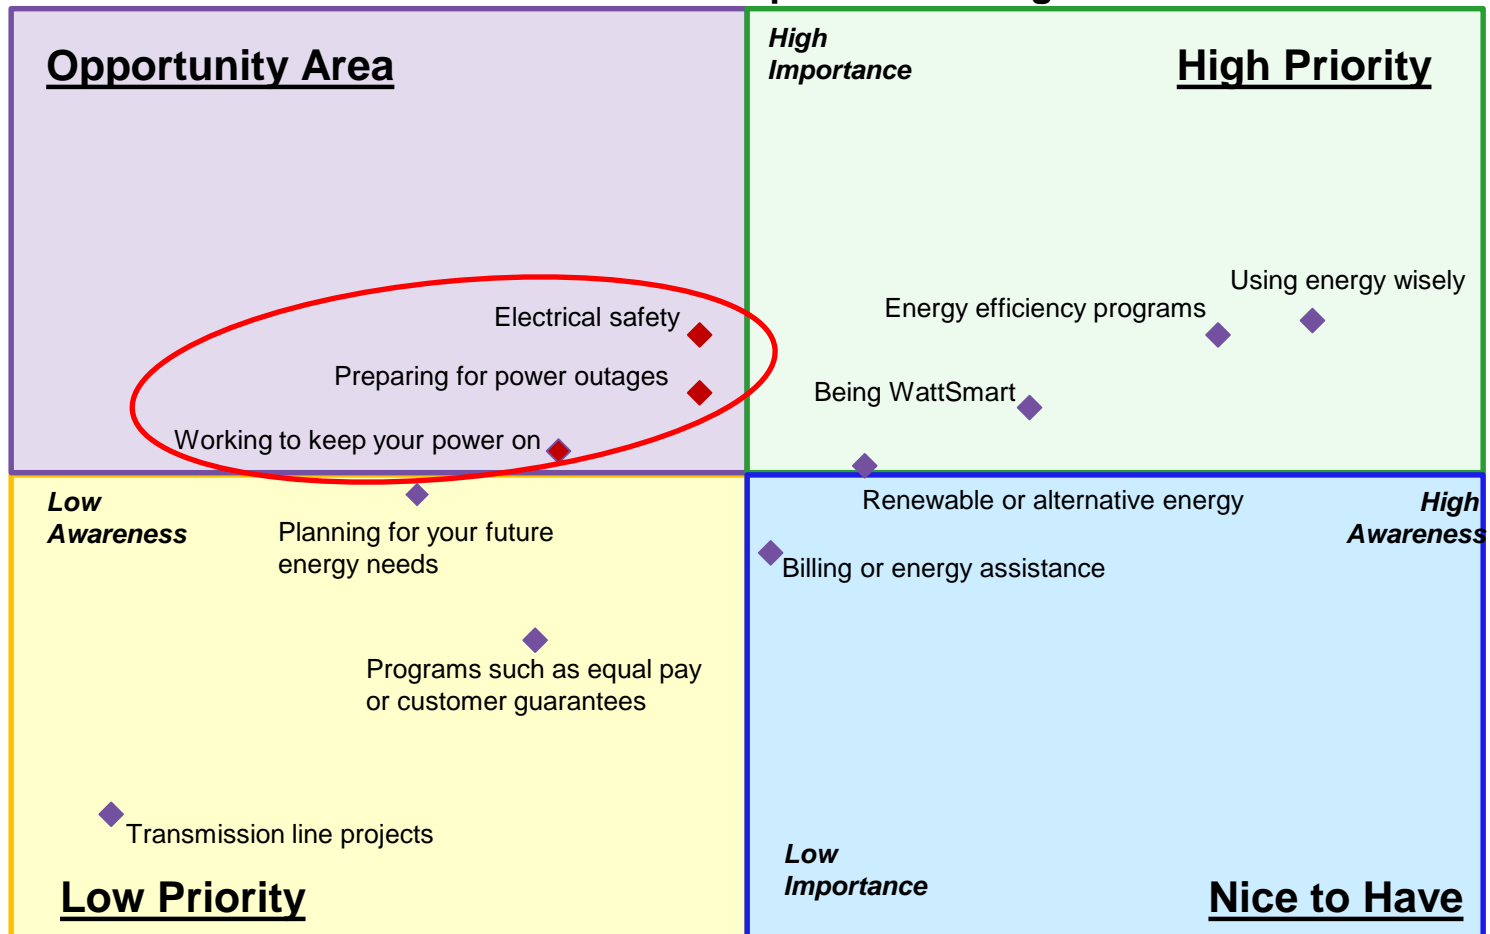 Opportunity Area
High
Importance
High Priority
Using energy wisely
Energy efficiency programs
Electrical safety
Preparing for power outages
Being WattSmart
Working to keep your power on
Low
Awareness
Planning for your future
energy needs
Renewable or alternative energy
High
Awareness
Billing or energy assistance
Programs such as equal pay
or customer guarantees
Transmission line projects
Low
Importance
Low Priority
Nice to Have